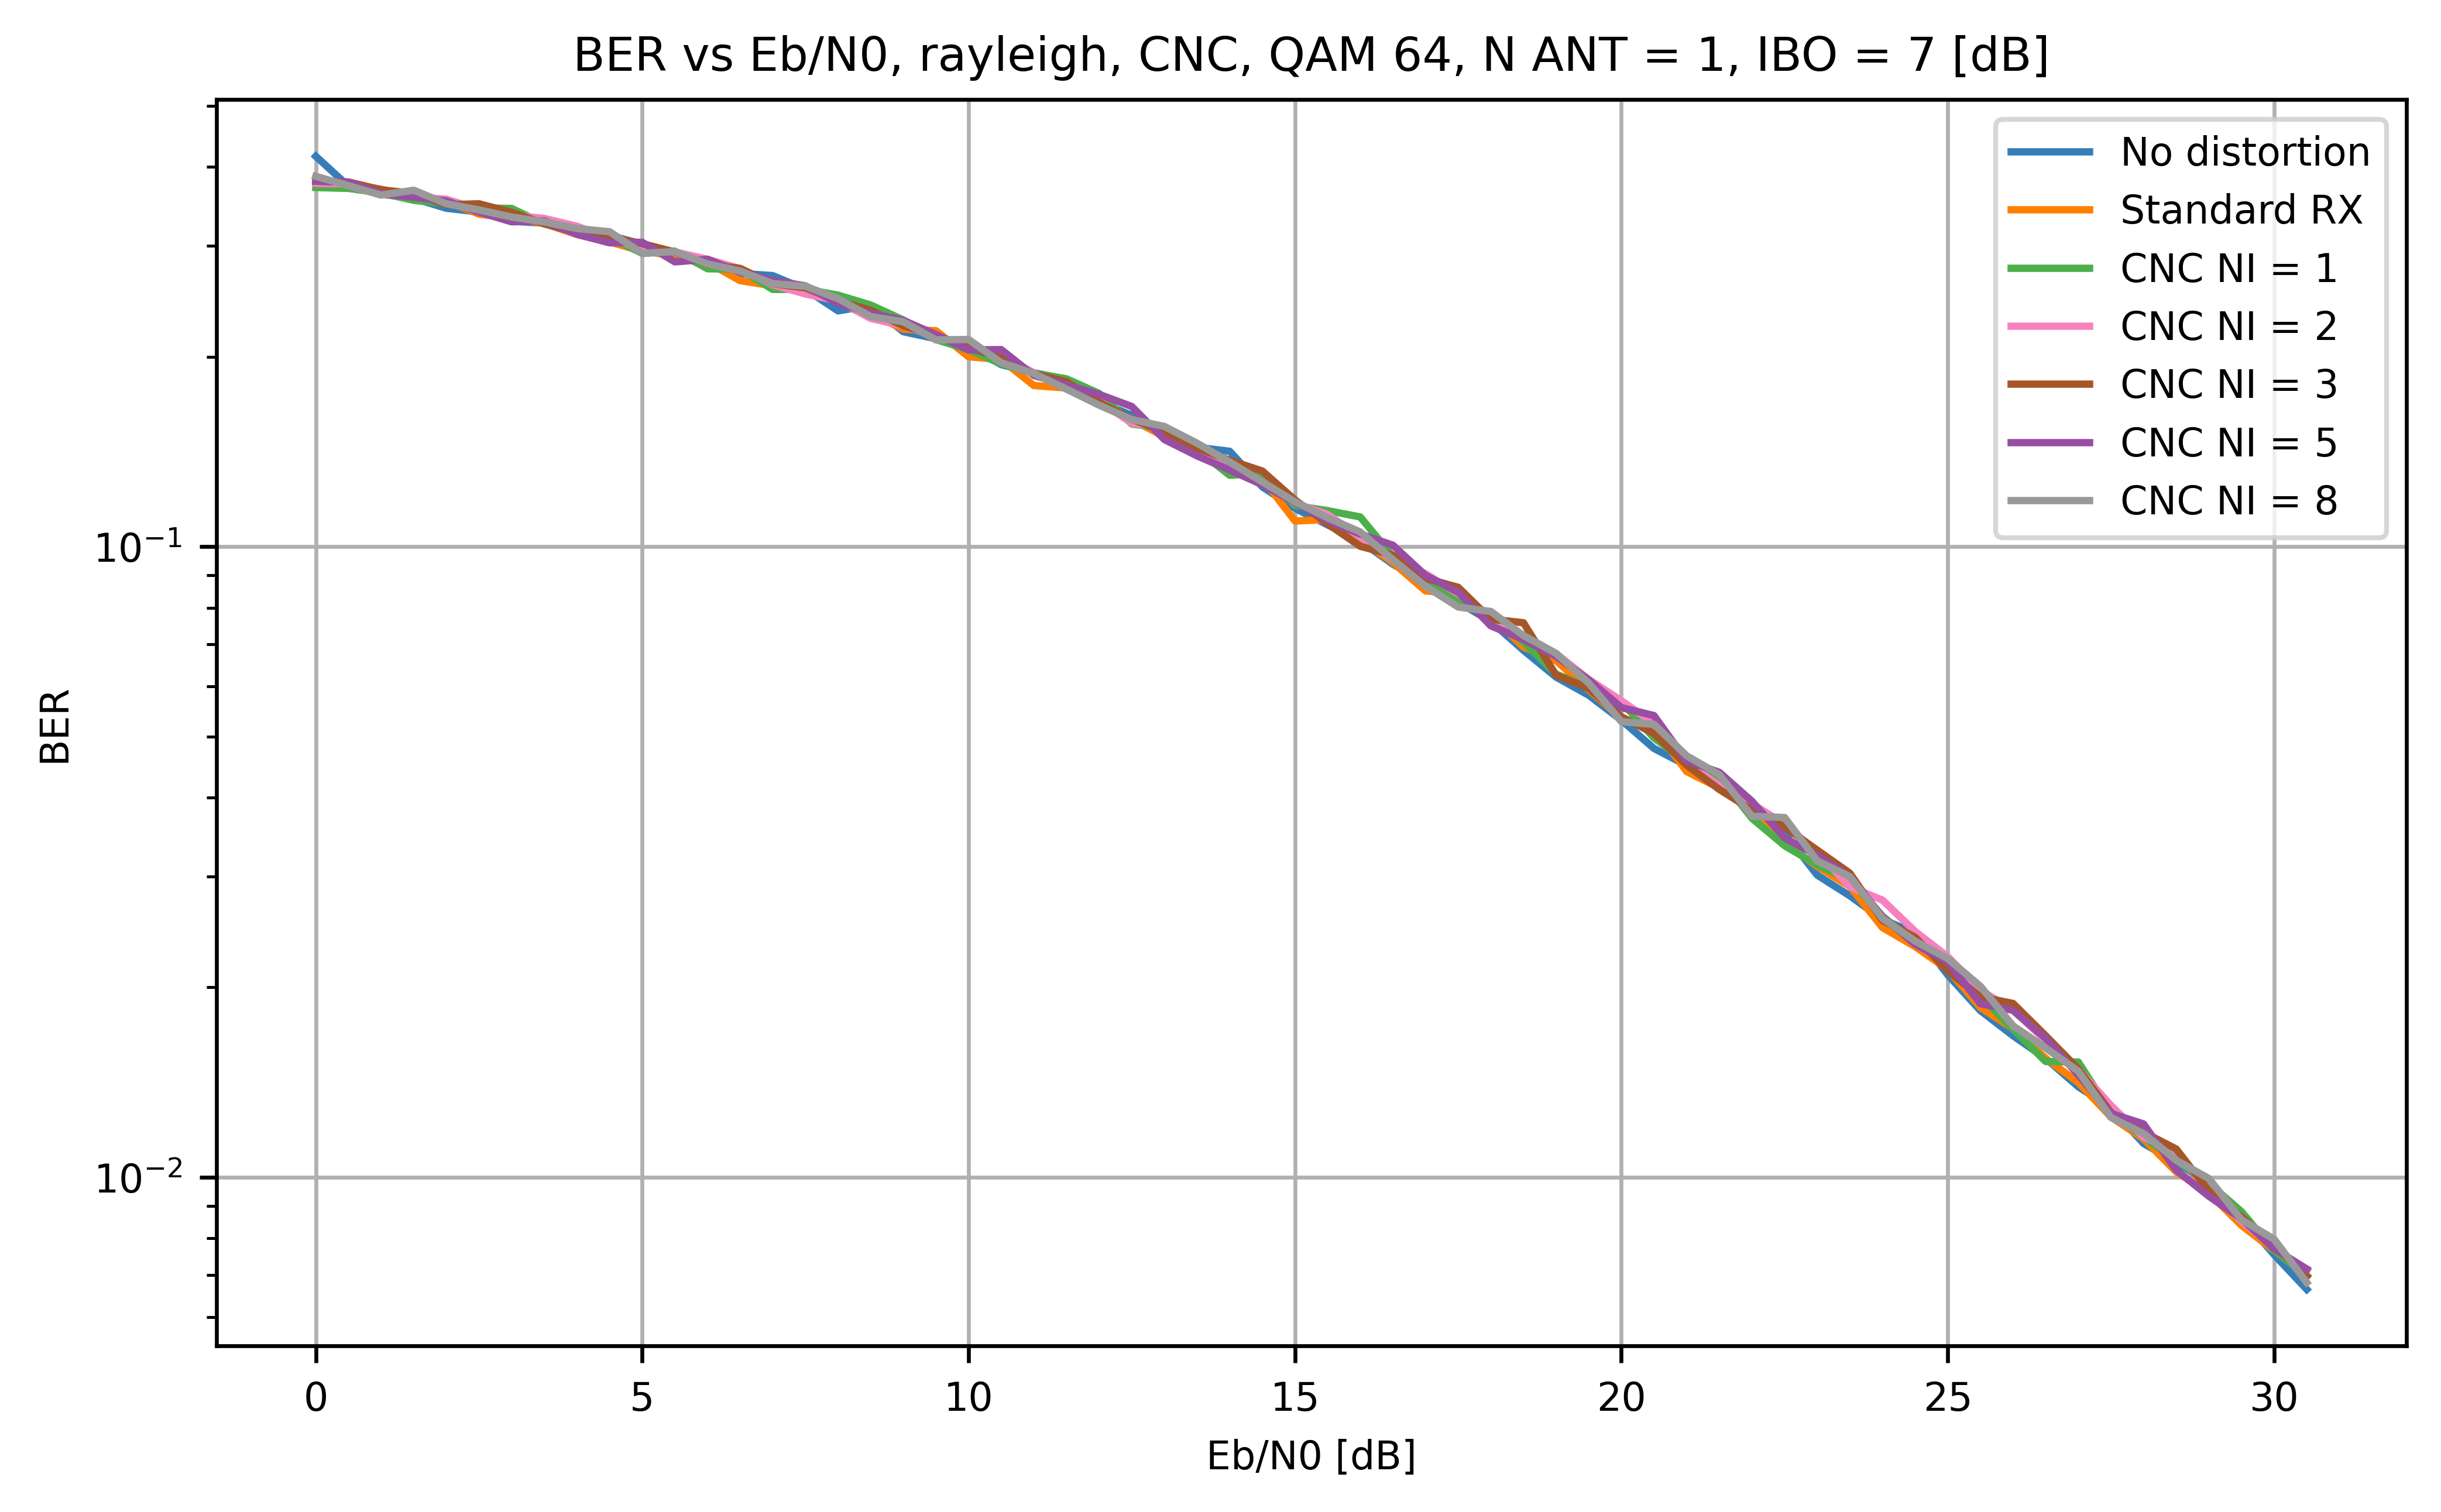 BER vs Eb/N0, rayleigh, CNC, QAM 64, N ANT = 1, IBO = 7 [dB]
No distortion
Standard RX
CNC NI = 1
CNC NI = 2
CNC NI = 3
CNC NI = 5
CNC NI = 8
10⁻¹
10⁻²
BER
0 5 10 15 20 25 30
Eb/N0 [dB]